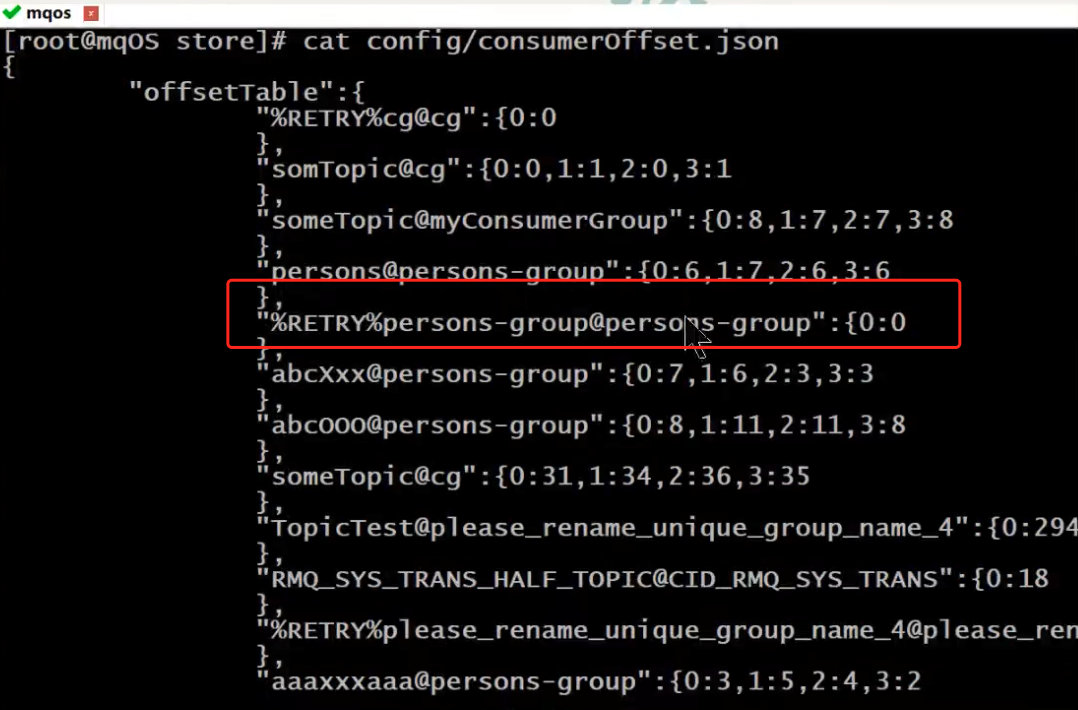 mqos x
[root@mqOS store]# cat config/consumerOffset.json
{
"offsetTable":{
"%RETRY%cg@cg":{0:0
},
"somTopic@cg":{0:0,1:1,2:0,3:1
},
"someTopic@myConsumerGroup":{0:8,1:7,2:7,3:8
},
"persons@persons-group":{0:6,1:7,2:6,3:6
},
"%RETRY%persons-group@persons-group":{0:0
},
"abcXxx@persons-group":{0:7,1:6,2:3,3:3
},
"abcOOO@persons-group":{0:8,1:11,2:11,3:8
},
"someTopic@cg":{0:31,1:34,2:36,3:35
},
"TopicTest@please_rename_unique_group_name_4":{0:294
},
"RMQ_SYS_TRANS_HALF_TOPIC@CID_RMQ_SYS_TRANS":{0:18
},
"%RETRY%please_rename_unique_group_name_4@please_ren
},
"aaaxxxaaa@persons-group":{0:3,1:5,2:4,3:2